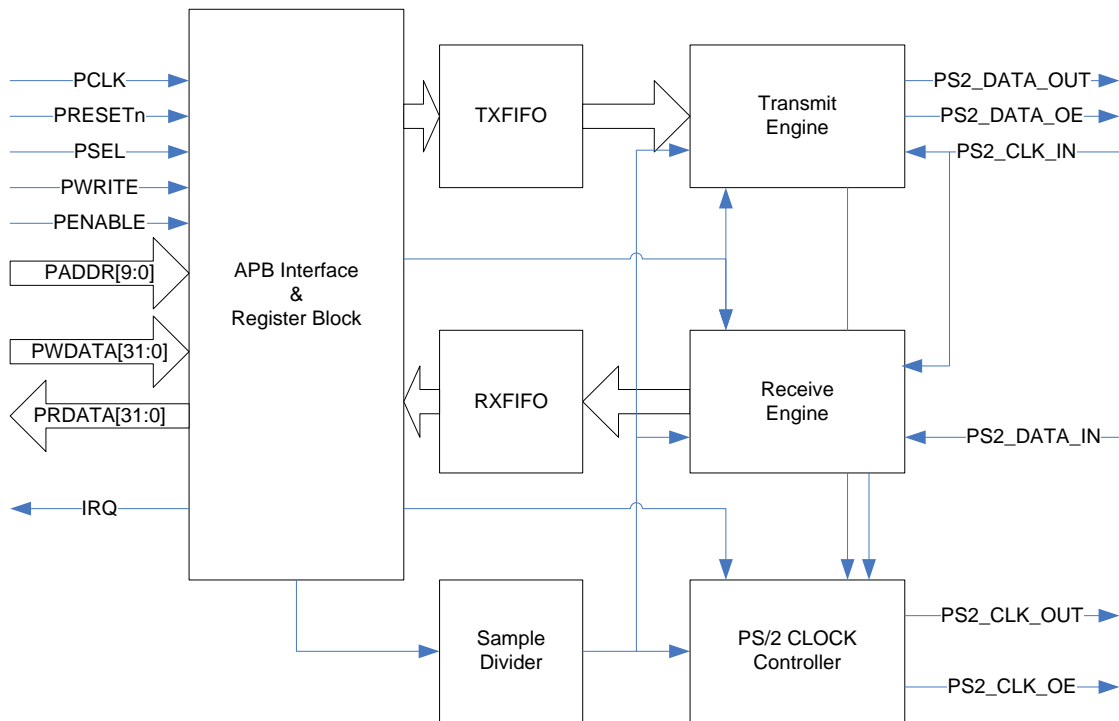 PCLK
PRESETn
PSEL
PWRITE
PENABLE
PADDR[9:0]
PWDATA[31:0]
PRDATA[31:0]
IRQ
APB Interface
&
Register Block
TXFIFO
RXFIFO
Sample
Divider
Transmit
Engine
Receive
Engine
PS/2 CLOCK
Controller
PS2_DATA_OUT
PS2_DATA_OE
PS2_CLK_IN
PS2_DATA_IN
PS2_CLK_OUT
PS2_CLK_OE